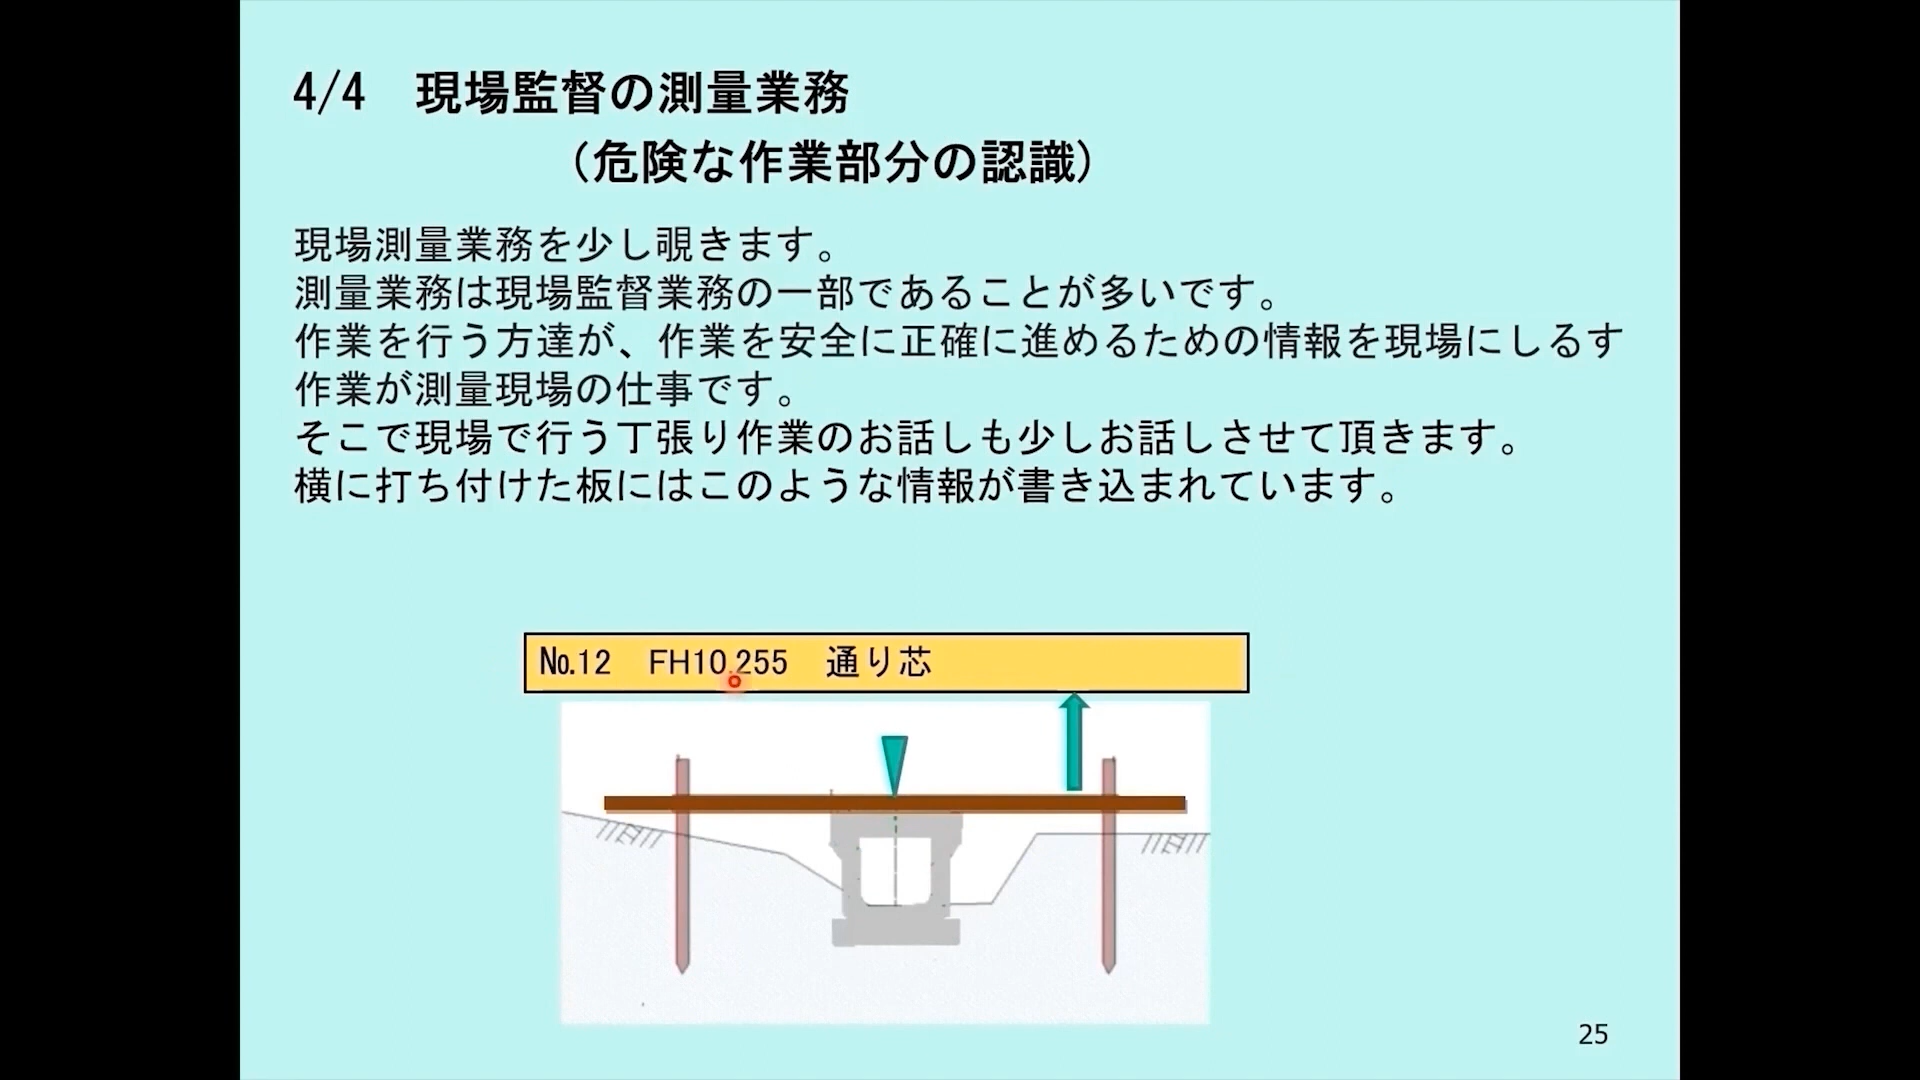 4/4　現場監督の測量業務
（危険な作業部分の認識）
現場測量業務を少し覗きます。
測量業務は現場監督業務の一部であることが多いです。
作業を行う方達が、作業を安全に正確に進めるための情報を現場にしるす
作業が測量現場の仕事です。
そこで現場で行う丁張り作業のお話しも少しお話しさせて頂きます。
横に打ち付けた板にはこのような情報が書き込まれています。
№12　FH10.255　通り芯
25